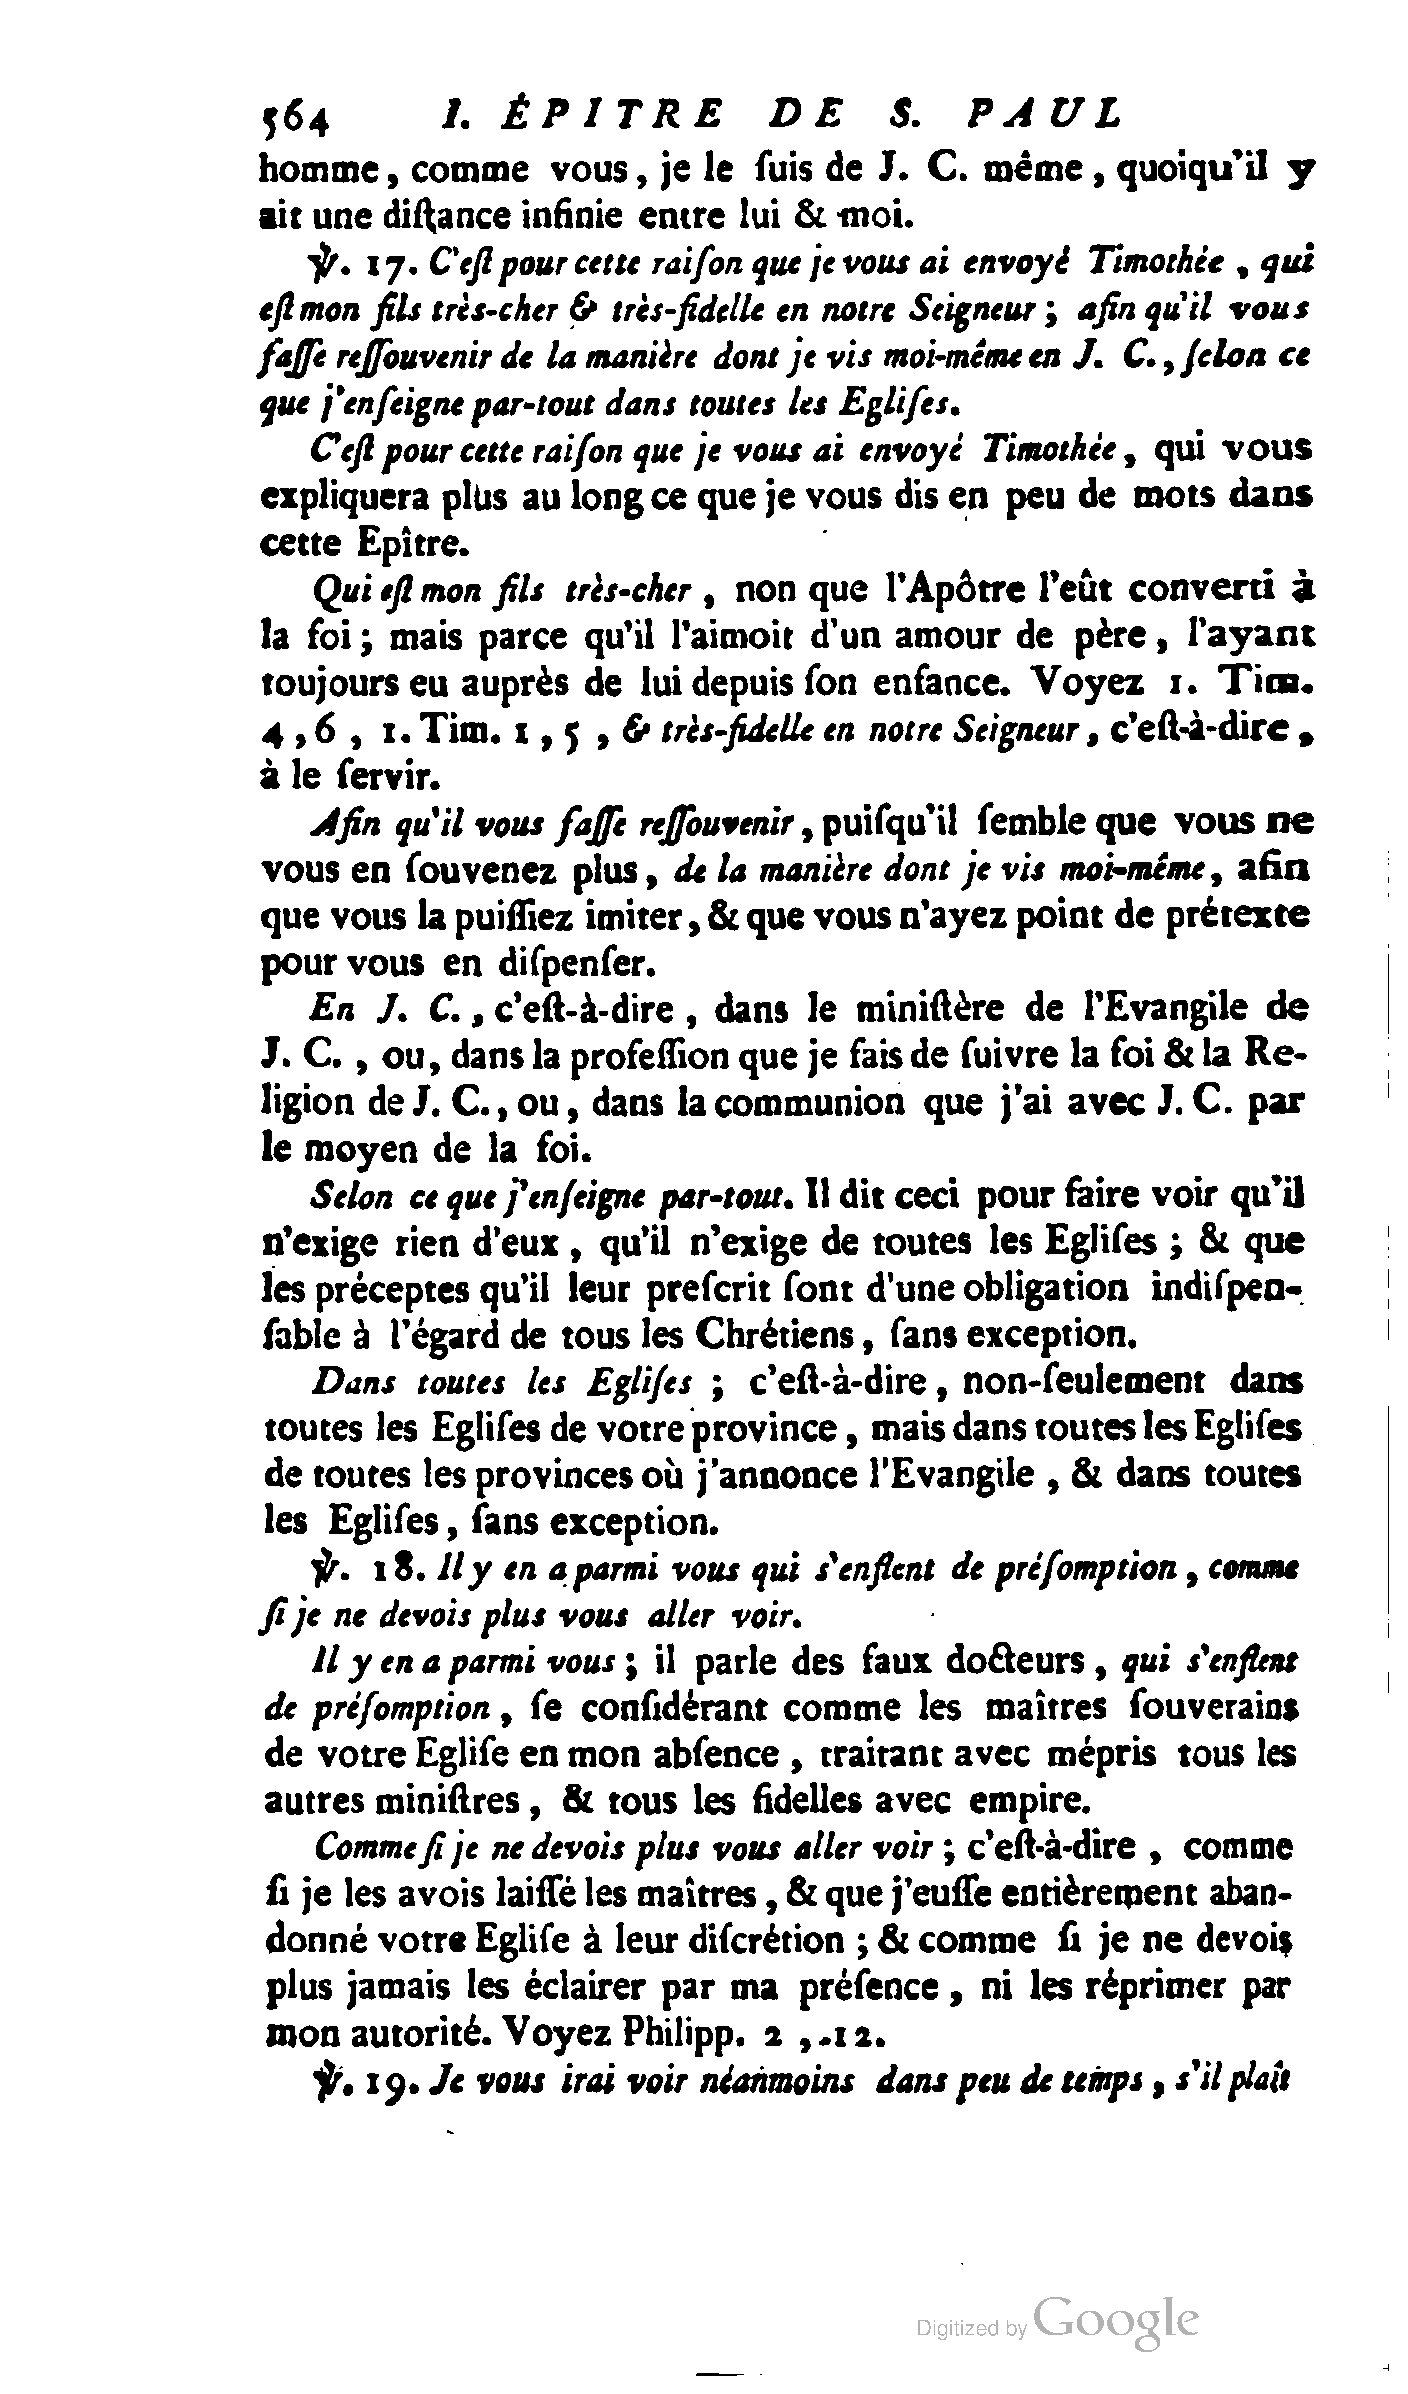 564 I. ÉPITRE DE S. PAUL
homme, comme vous, je le ſuis de J. C. même, quoiqu'il y
ait une diſtance infinie entre lui & moi.
℣. 17. C'eſt pour cette raiſon que je vous ai envoyé Timothée, qui
eſt mon fils très-cher & très-fidelle en notre Seigneur; afin qu'il vous
faſſe reſſouvenir de la manière dont je vis moi-même en J. C., ſelon ce
que j'enſeigne par-tout dans toutes les Egliſes.
C'eſt pour cette raiſon que je vous ai envoyé Timothée, qui vous
expliquera plus au long ce que je vous dis en peu de mots dans
cette Epître.
Qui eſt mon fils très-cher, non que l'Apôtre l'eût converti à
la foi; mais parce qu'il l'aimoit d'un amour de père, l'ayant
toujours eu auprès de lui depuis ſon enfance. Voyez 1. Tim.
4, 6, 1. Tim. 1, 5, & très-fidelle en notre Seigneur, c'eſt-à-dire,
à le ſervir.
Afin qu'il vous faſſe reſſouvenir, puiſqu'il ſemble que vous ne
vous en ſouvenez plus, de la manière dont je vis moi-même, afin
que vous la puiſſiez imiter, & que vous n'ayez point de prétexte
pour vous en diſpenſer.
En J. C., c'eſt-à-dire, dans le miniſtère de l'Evangile de
J. C., ou, dans la profeſſion que je fais de ſuivre la foi & la Re-
ligion de J. C., ou, dans la communion que j'ai avec J. C. par
le moyen de la foi.
Selon ce que j'enſeigne par-tout. Il dit ceci pour faire voir qu'il
n'exige rien d'eux, qu'il n'exige de toutes les Egliſes; & que
les préceptes qu'il leur preſcrit ſont d'une obligation indiſpen-
ſable à l'égard de tous les Chrétiens, ſans exception.
Dans toutes les Egliſes; c'eſt-à-dire, non-ſeulement dans
toutes les Egliſes de votre province, mais dans toutes les Egliſes
de toutes les provinces où j'annonce l'Evangile, & dans toutes
les Egliſes, ſans exception.
℣. 18. Il y en a parmi vous qui s'enflent de préſomption, comme
ſi je ne devois plus vous aller voir.
Il y en a parmi vous; il parle des faux docteurs, qui s'enflent
de préſomption, ſe conſidérant comme les maîtres ſouverains
de votre Egliſe en mon abſence, traitant avec mépris tous les
autres miniſtres, & tous les fidelles avec empire.
Comme ſi je ne devois plus vous aller voir; c'eſt-à-dire, comme
ſi je les avois laiſſé les maîtres, & que j'euſſe entièrement aban-
donné votre Egliſe à leur diſcrétion; & comme ſi je ne devois
plus jamais les éclairer par ma préſence, ni les réprimer par
mon autorité. Voyez Philipp. 2, 12.
℣. 19. Je vous irai voir néanmoins dans peu de temps, s'il plaît
Digitized by Google